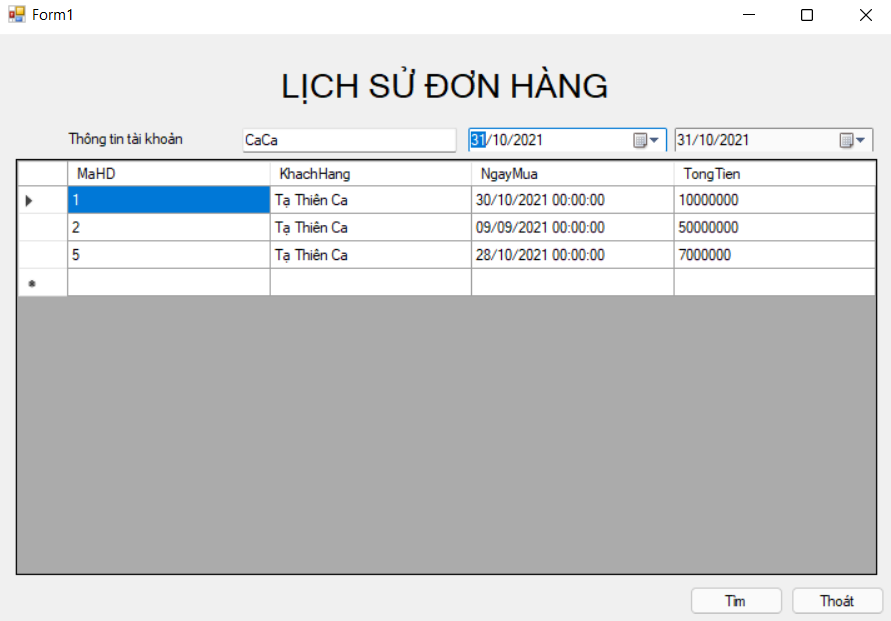 Form1
LỊCH SỬ ĐƠN HÀNG
Thông tin tài khoản CaCa 31/10/2021 31/10/2021
MaHD KhachHang NgayMua TongTien
1 Tạ Thiên Ca 30/10/2021 00:00:00 10000000
2 Tạ Thiên Ca 09/09/2021 00:00:00 50000000
5 Tạ Thiên Ca 28/10/2021 00:00:00 7000000
Tìm Thoát